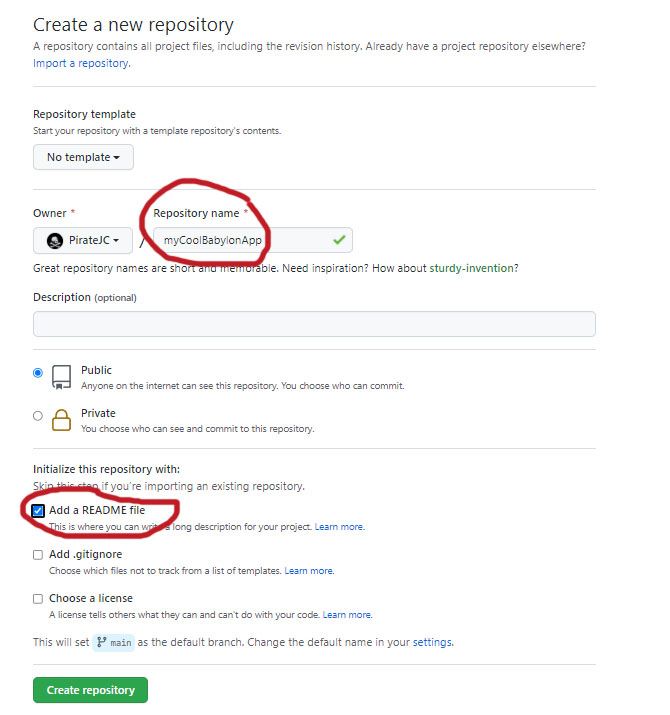 Create a new repository
A repository contains all project files, including the revision history. Already have a project repository elsewhere?
Import a repository.
Repository template
Start your repository with a template repository's contents.
No template
Owner *
Repository name *
PirateJC
/
myCoolBabylonApp
Great repository names are short and memorable. Need inspiration? How about sturdy-invention?
Description (optional)
Public
Anyone on the internet can see this repository. You choose who can commit.
Private
You choose who can see and commit to this repository.
Initialize this repository with:
Skip this step if you're importing an existing repository.
Add a README file
This is where you can write a long description for your project. Learn more.
Add .gitignore
Choose which files not to track from a list of templates. Learn more.
Choose a license
A license tells others what they can and can't do with your code. Learn more.
This will set main as the default branch. Change the default name in your settings.
Create repository